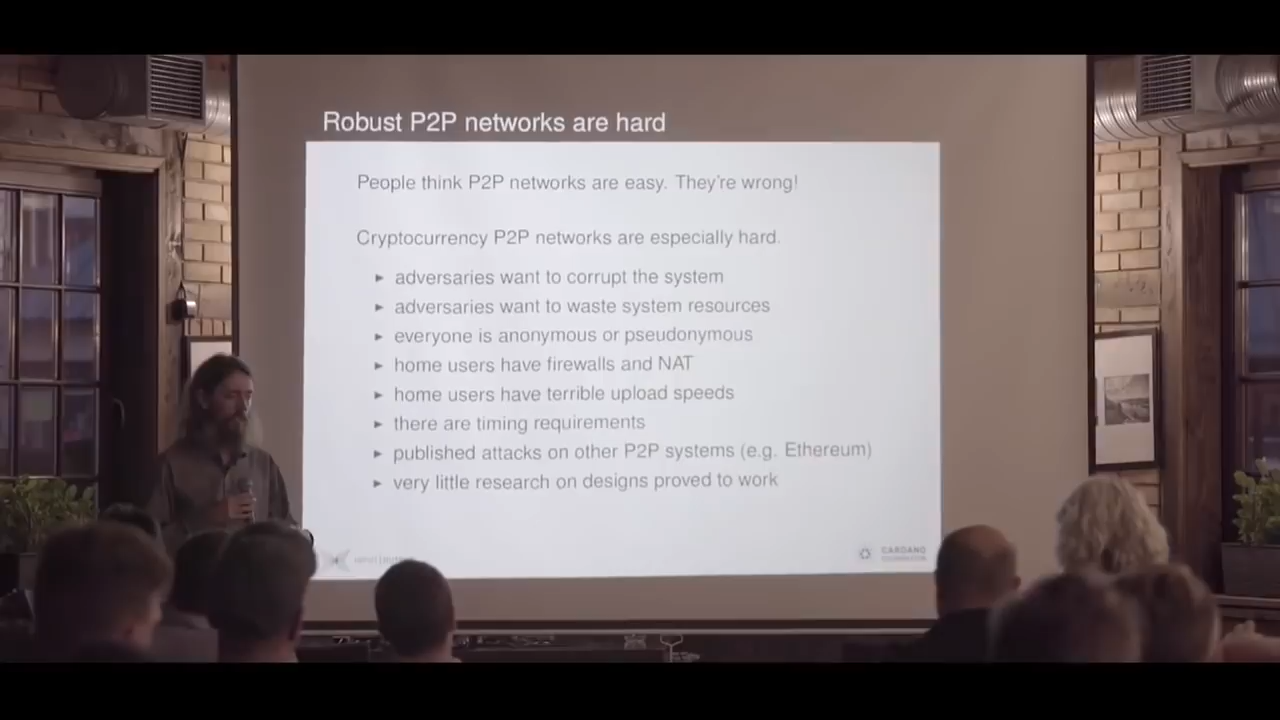 Robust P2P networks are hard
People think P2P networks are easy. They're wrong!
Cryptocurrency P2P networks are especially hard.
► adversaries want to corrupt the system
► adversaries want to waste system resources
► everyone is anonymous or pseudonymous
► home users have firewalls and NAT
► home users have terrible upload speeds
► there are timing requirements
► published attacks on other P2P systems (e.g. Ethereum)
► very little research on designs proved to work
CARDANO
FOUNDATION